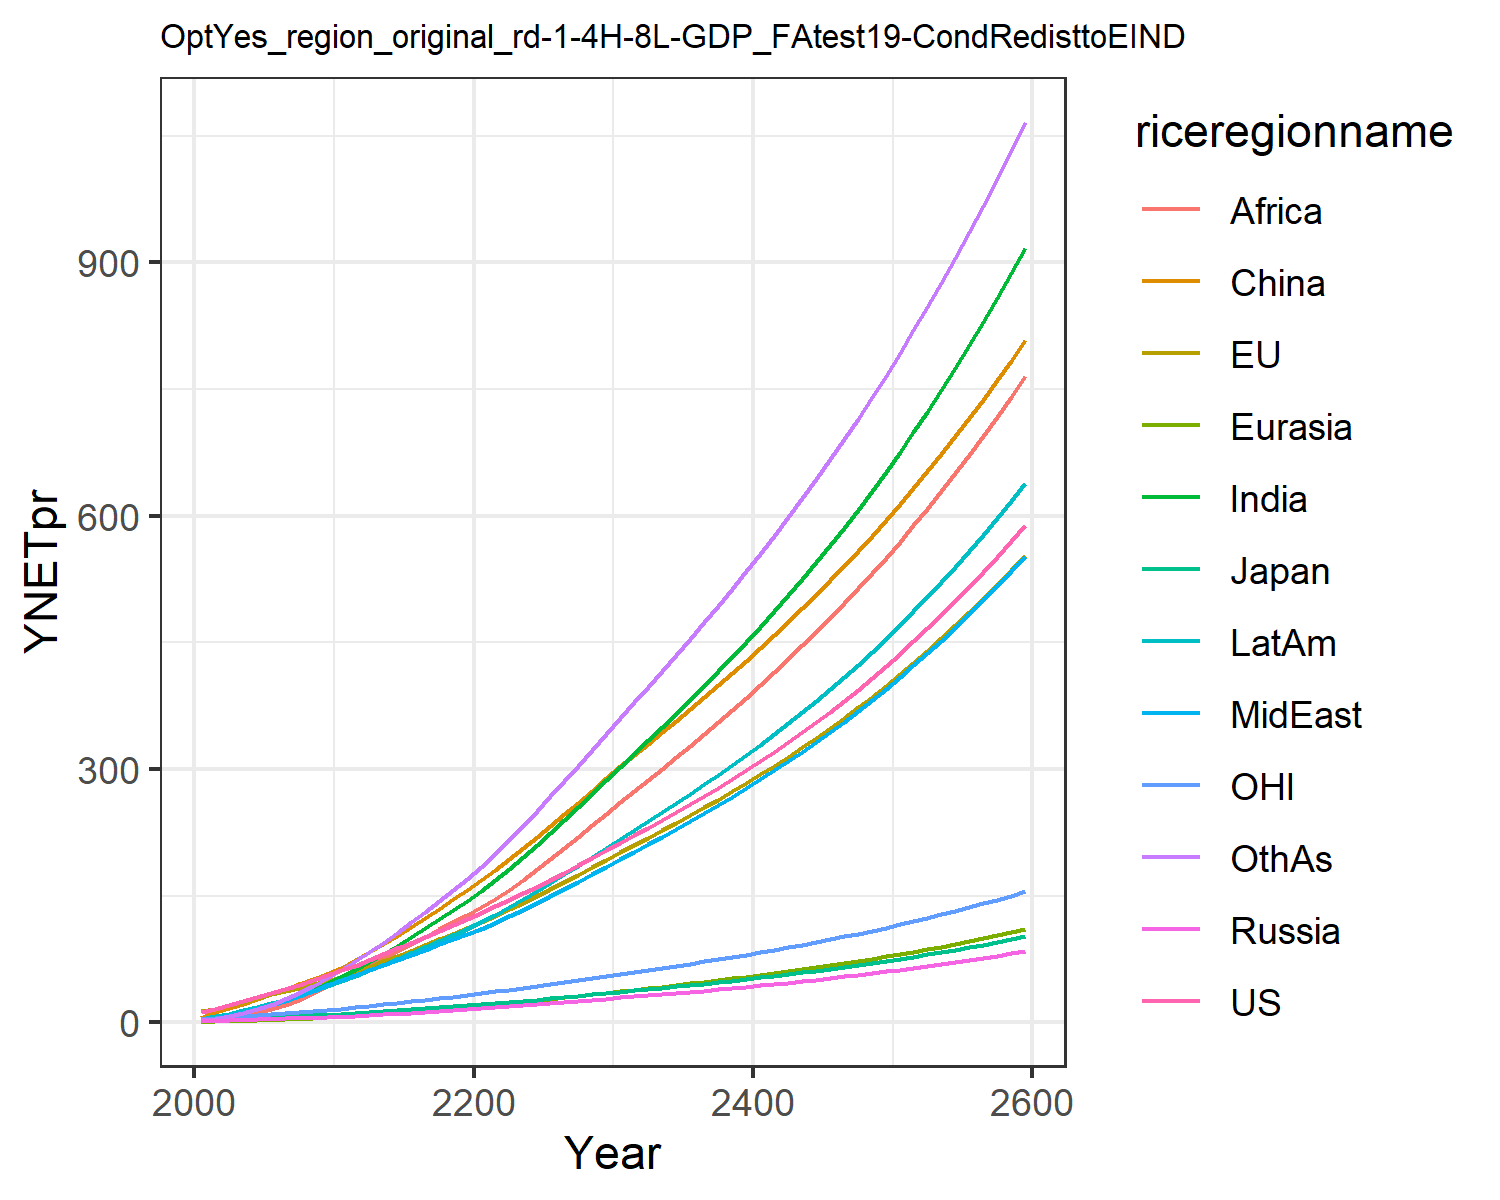 OptYes_region_original_rd-1-4H-8L-GDP_FAtest19-CondRedisttoEIND
YNETpr
900
600
300
0
2000 2200 2400 2600
Year
riceregionname
Africa
China
EU
Eurasia
India
Japan
LatAm
MidEast
OHI
OthAs
Russia
US